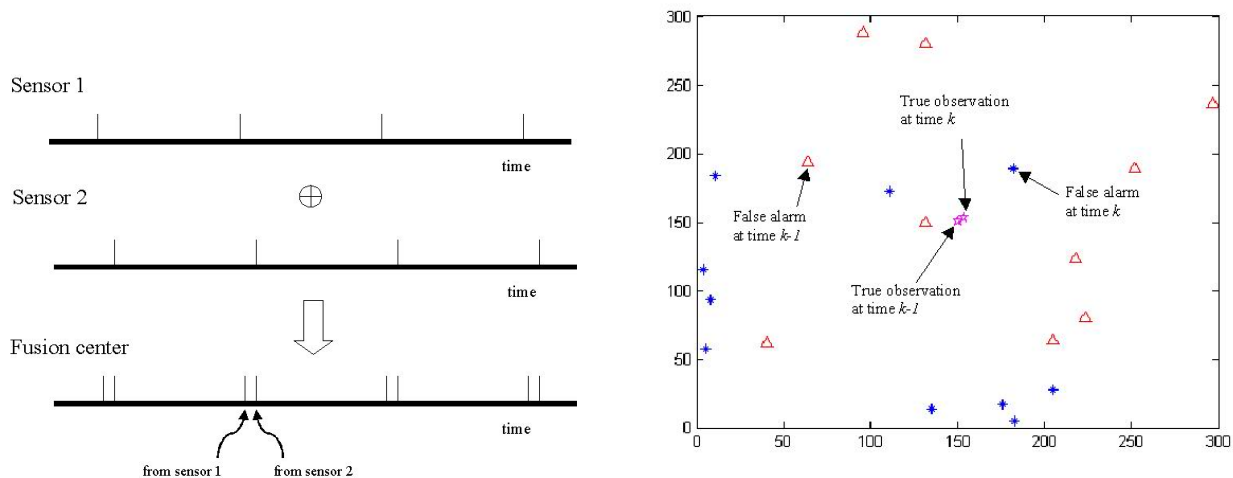 Sensor 1
time
Sensor 2
time
Fusion center
time
from sensor 1
from sensor 2
300
250
200
150
100
50
0
0
50
100
150
200
250
300
True observation
at time k
False alarm
at time k-1
False alarm
at time k
True observation
at time k-1